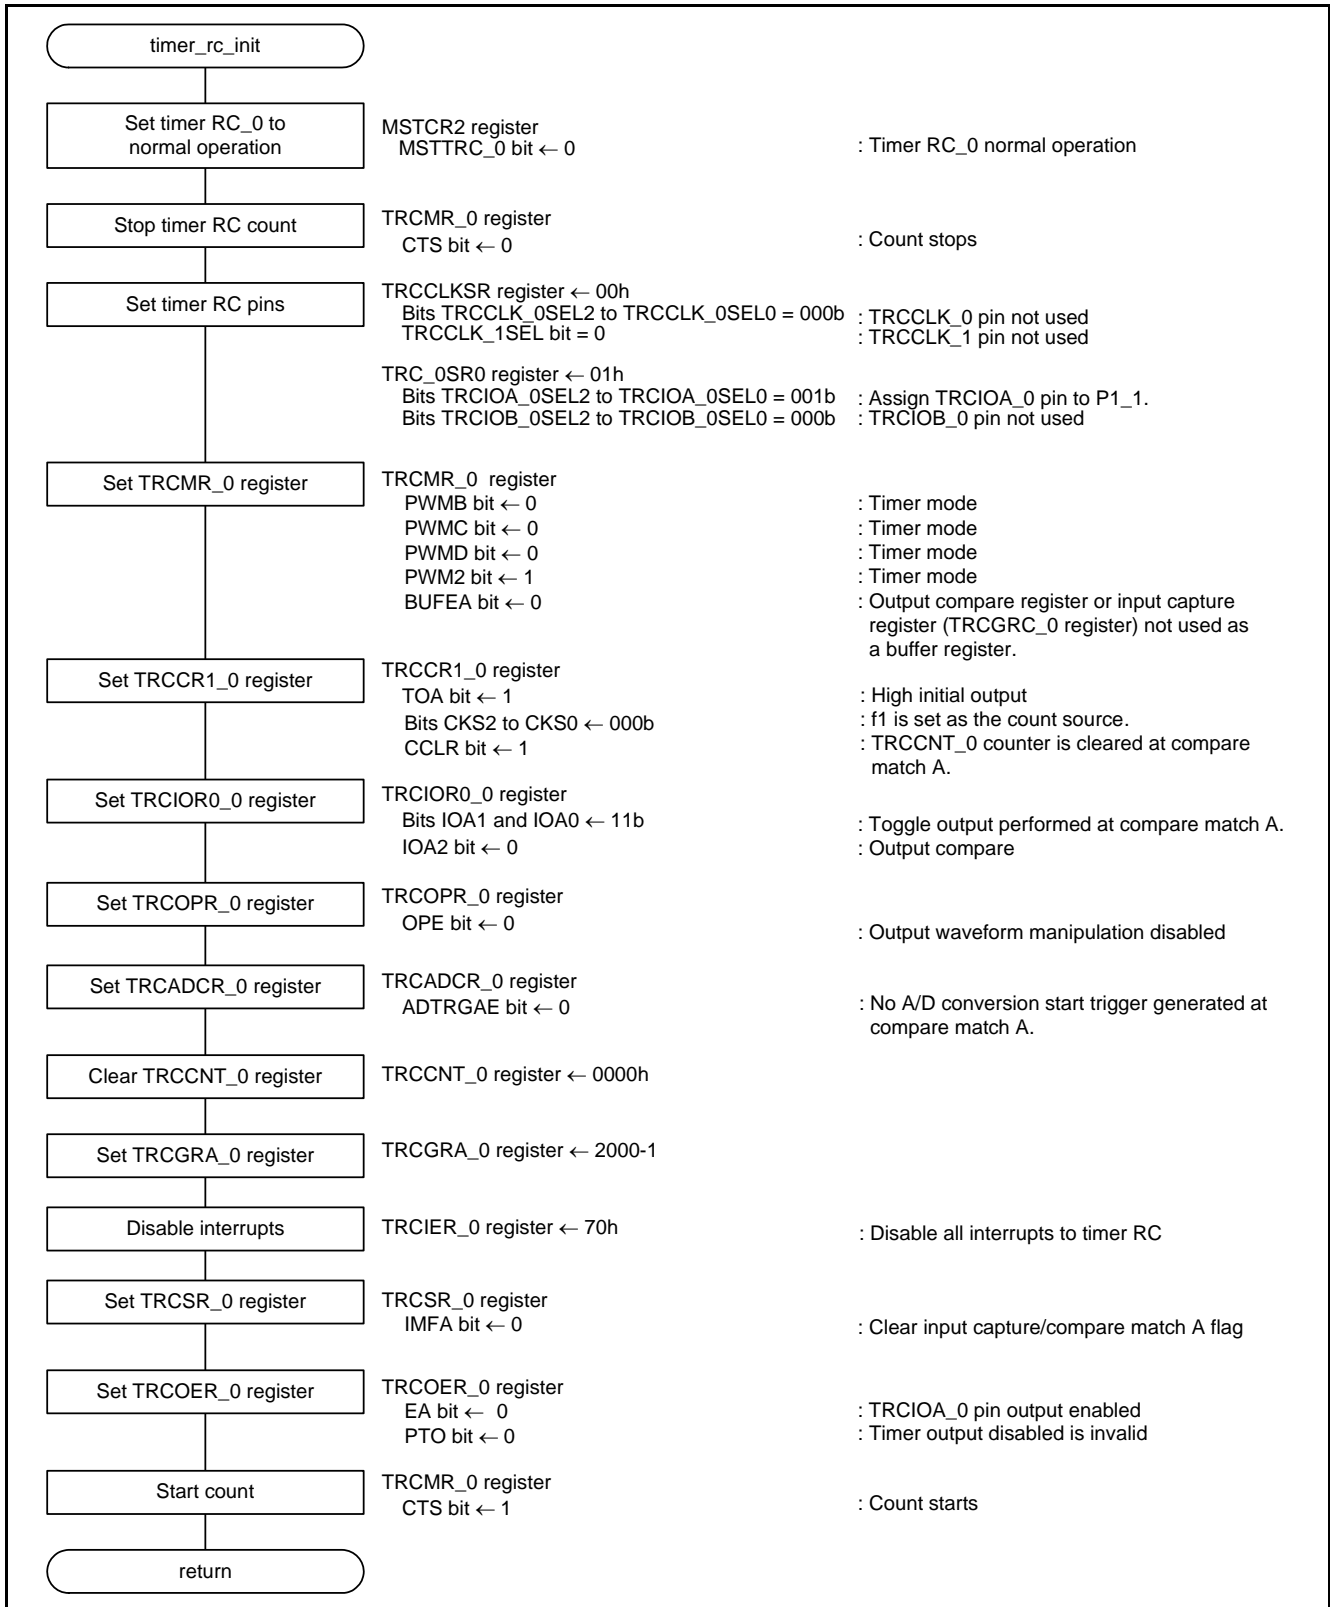 timer_rc_init
Set timer RC_0 to
normal operation
MSTCR2 register
MSTTRC_0 bit ← 0 : Timer RC_0 normal operation
Stop timer RC count
TRCMR_0 register
CTS bit ← 0 : Count stops
Set timer RC pins
TRCCLKSR register ← 00h
Bits TRCCLK_0SEL2 to TRCCLK_0SEL0 = 000b : TRCCLK_0 pin not used
TRCCLK_1SEL bit = 0 : TRCCLK_1 pin not used
TRC_0SR0 register ← 01h
Bits TRCIOA_0SEL2 to TRCIOA_0SEL0 = 001b : Assign TRCIOA_0 pin to P1_1.
Bits TRCIOB_0SEL2 to TRCIOB_0SEL0 = 000b : TRCIOB_0 pin not used
Set TRCMR_0 register
TRCMR_0 register
PWMB bit ← 0 : Timer mode
PWMC bit ← 0 : Timer mode
PWMD bit ← 0 : Timer mode
PWM2 bit ← 1 : Timer mode
BUFEA bit ← 0 : Output compare register or input capture
register (TRCGRC_0 register) not used as
a buffer register.
Set TRCCR1_0 register
TRCCR1_0 register
TOA bit ← 1 : High initial output
Bits CKS2 to CKS0 ← 000b : f1 is set as the count source.
CCLR bit ← 1 : TRCCNT_0 counter is cleared at compare
match A.
Set TRCIOR0_0 register
TRCIOR0_0 register
Bits IOA1 and IOA0 ← 11b : Toggle output performed at compare match A.
IOA2 bit ← 0 : Output compare
Set TRCOPR_0 register
TRCOPR_0 register
OPE bit ← 0 : Output waveform manipulation disabled
Set TRCADCR_0 register
TRCADCR_0 register
ADTRGAE bit ← 0 : No A/D conversion start trigger generated at
compare match A.
Clear TRCCNT_0 register
TRCCNT_0 register ← 0000h
Set TRCGRA_0 register
TRCGRA_0 register ← 2000-1
Disable interrupts
TRCIER_0 register ← 70h : Disable all interrupts to timer RC
Set TRCSR_0 register
TRCSR_0 register
IMFA bit ← 0 : Clear input capture/compare match A flag
Set TRCOER_0 register
TRCOER_0 register
EA bit ← 0 : TRCIOA_0 pin output enabled
PTO bit ← 0 : Timer output disabled is invalid
Start count
TRCMR_0 register
CTS bit ← 1 : Count starts
return